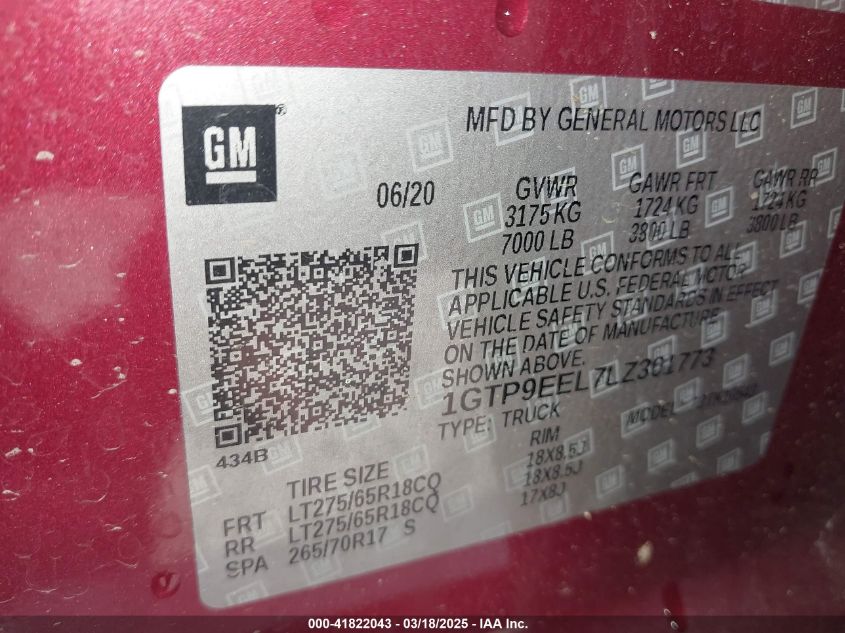 GM
MFD BY GENERAL MOTORS LLC
06/20
GVWR GAWR FRT GAWR RR
3175 KG 1724 KG 1724 KG
7000 LB 3800 LB 3800 LB
THIS VEHICLE CONFORMS TO ALL
APPLICABLE U.S. FEDERAL MOTOR
VEHICLE SAFETY STANDARDS IN EFFECT
ON THE DATE OF MANUFACTURE
SHOWN ABOVE.
1GTP9EEL7LZ301773
TYPE: TRUCK MODEL:
434B
TIRE SIZE RIM
FRT LT275/65R18CQ 18X8.5J
RR LT275/65R18CQ 18X8.5J
SPA 265/70R17 S 17X8J
000-41822043 - 03/18/2025 - IAA Inc.